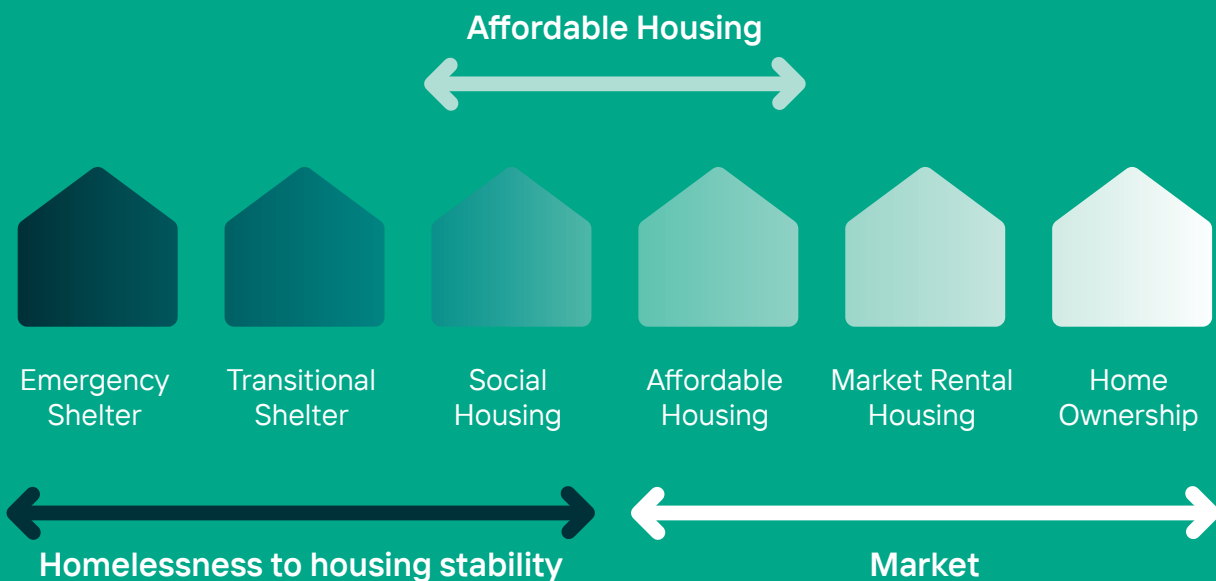 Affordable Housing
Emergency
Shelter
Transitional
Shelter
Social
Housing
Affordable
Housing
Market Rental
Housing
Home
Ownership
Homelessness to housing stability
Market